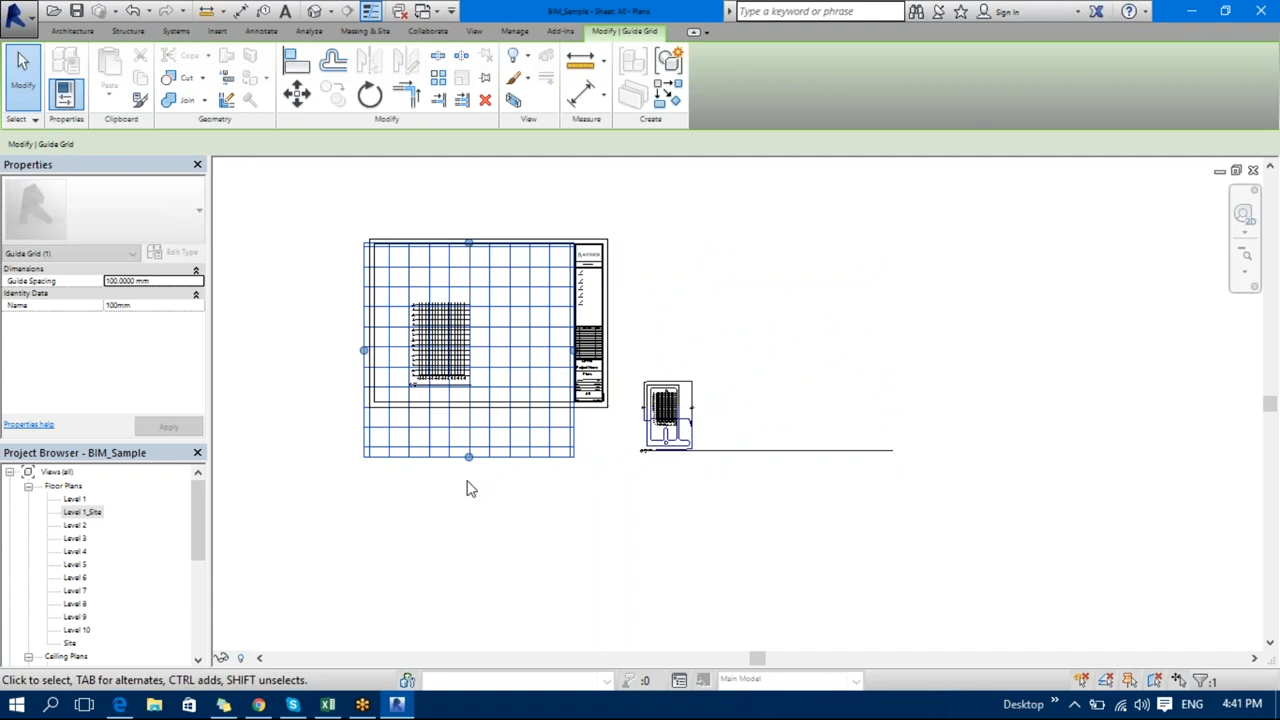 BIM_Sample - Sheet: A0 - Plans
Type a keyword or phrase
Sign In
Architecture
Structure
Systems
Insert
Annotate
Analyze
Massing & Site
Collaborate
View
Manage
Add-Ins
Modify | Guide Grid
Modify
Paste
Cope
Cut
Join
Select
Properties
Clipboard
Geometry
Modify
View
Measure
Create
Modify | Guide Grid
Properties
Guide Grid (1)
Edit Type
Dimensions
Guide Spacing
100.0000 mm
Identity Data
Name
100mm
Properties help
Apply
Project Browser - BIM_Sample
Views (all)
Floor Plans
Level 1
Level 1_Site
Level 2
Level 3
Level 4
Level 5
Level 6
Level 7
Level 8
Level 9
Level 10
Site
Ceiling Plans
2D
Click to select, TAB for alternates, CTRL adds, SHIFT unselects.
:0
Main Model
:1
Desktop
ENG
4:41 PM